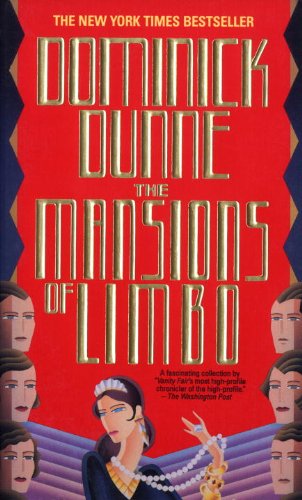 THE NEW YORK TIMES BESTSELLER
DOMINICK
DUNNE
THE
MANSIONS
OF LIMBO
A fascinating collection by
"Vanity Fair's most high-profile
chronicler of the high-profile."
— The Washington Post